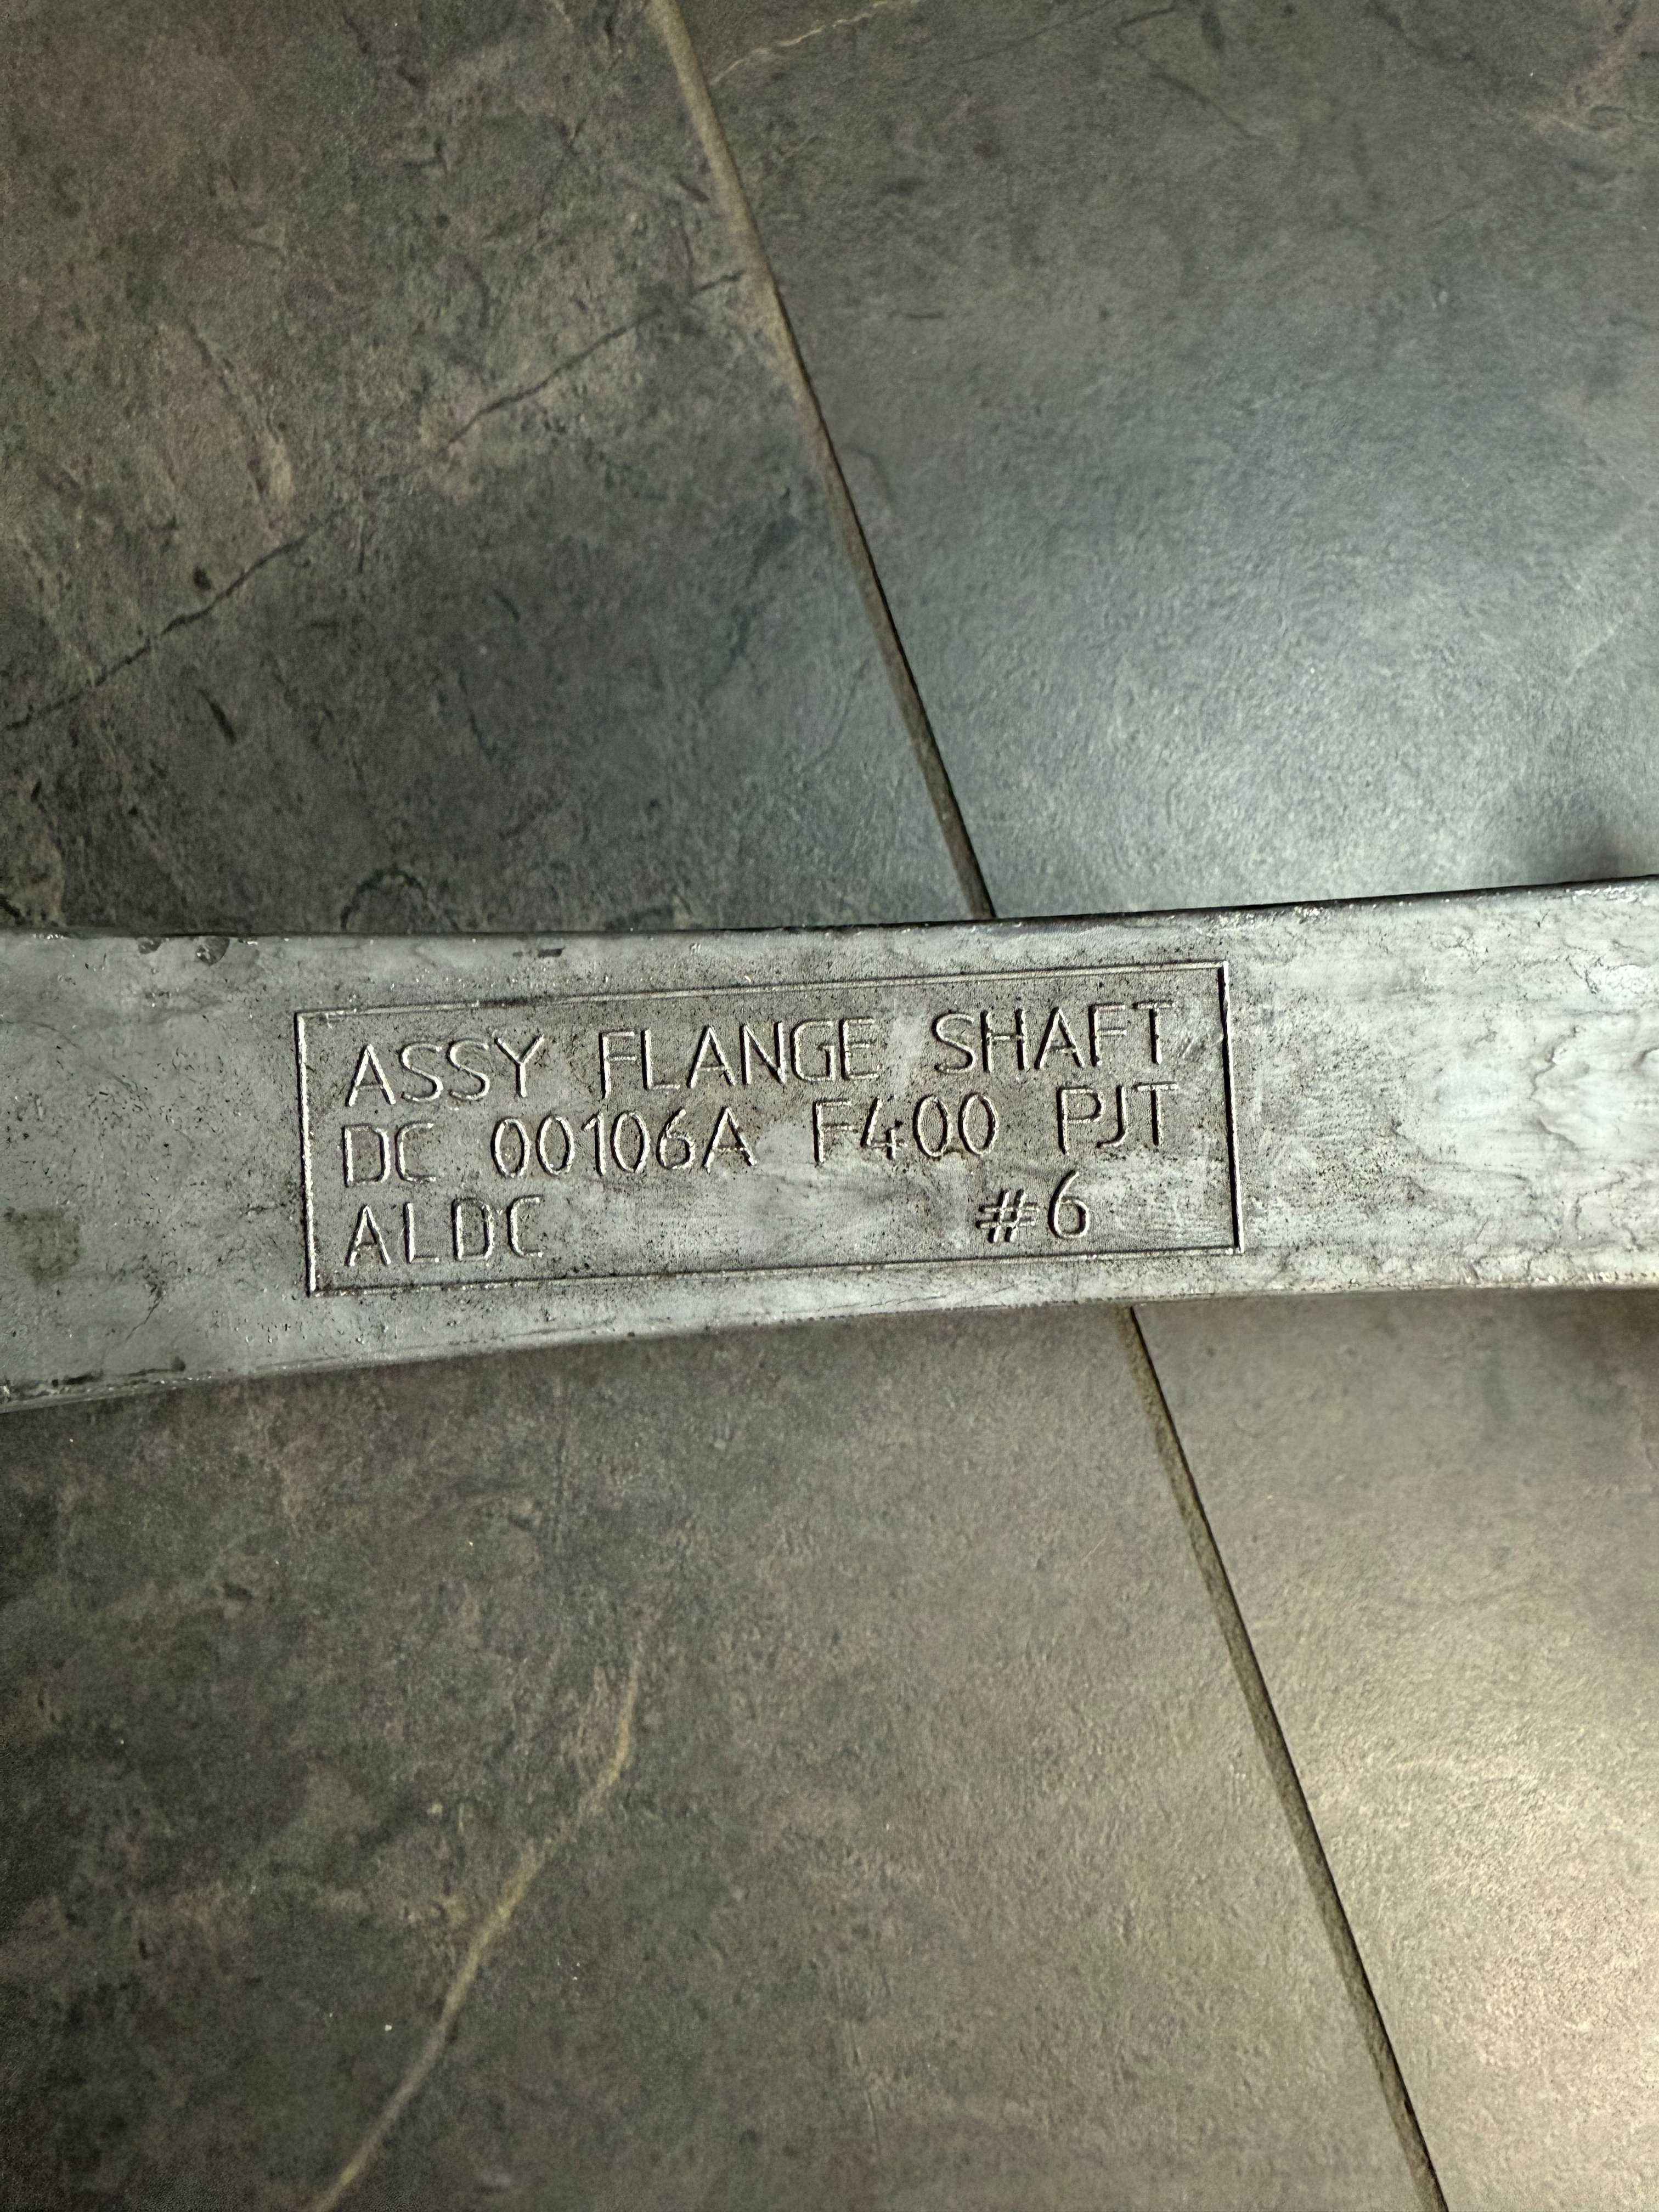 ASSY FLANGE SHAFT
DC 00106A F400 PJT
ALDC #6